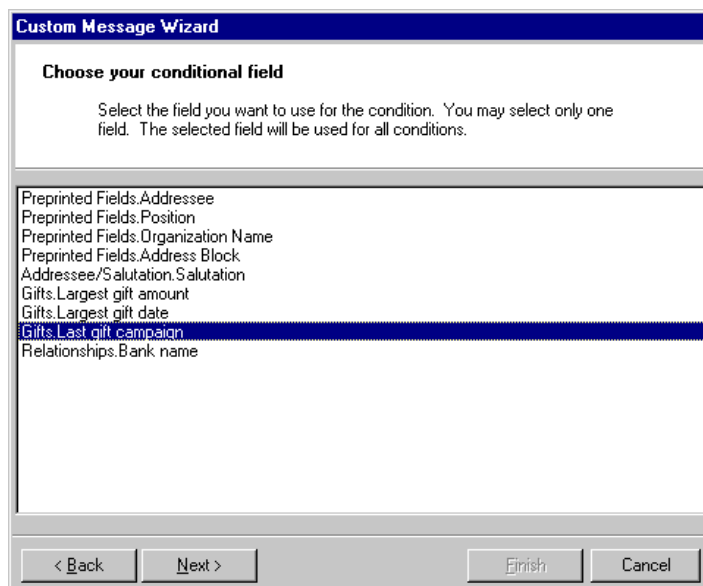 Custom Message Wizard
Choose your conditional field
Select the field you want to use for the condition.  You may select only one
field.  The selected field will be used for all conditions.
Preprinted Fields.Addressee
Preprinted Fields.Position
Preprinted Fields.Organization Name
Preprinted Fields.Address Block
Addressee/Salutation.Salutation
Gifts.Largest gift amount
Gifts.Largest gift date
Gifts.Last gift campaign
Relationships.Bank name
< Back
Next >
Finish
Cancel